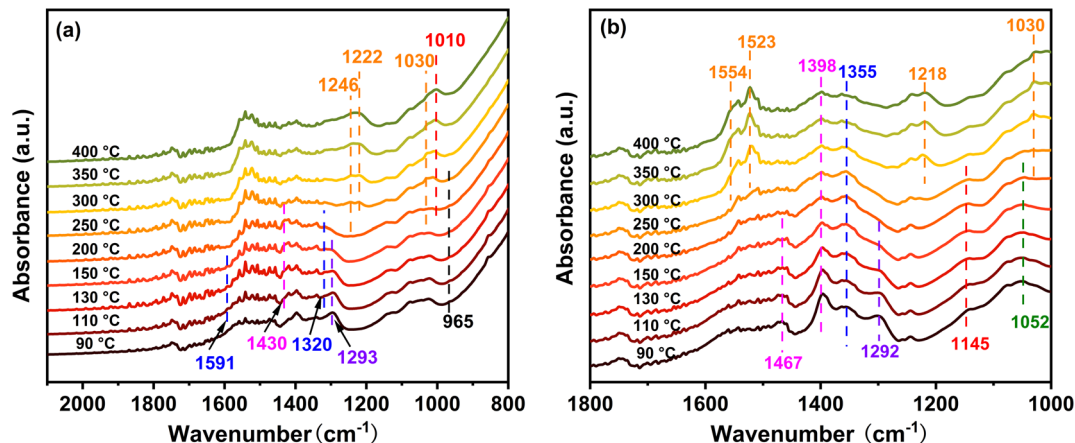 (a)
1222
1246
1030
1010
400 °C
350 °C
300 °C
250 °C
200 °C
150 °C
130 °C
110 °C
90 °C
1591
1430
1320
1293
965
2000 1800 1600 1400 1200 1000 800
Wavenumber（cm-1）
Absorbance (a.u.)
(b)
1554
1523
1398
1355
1218
1030
400 °C
350 °C
300 °C
250 °C
200 °C
150 °C
130 °C
110 °C
90 °C
1467
1292
1145
1052
1800 1600 1400 1200 1000
Wavenumber（cm-1）
Absorbance (a.u.)